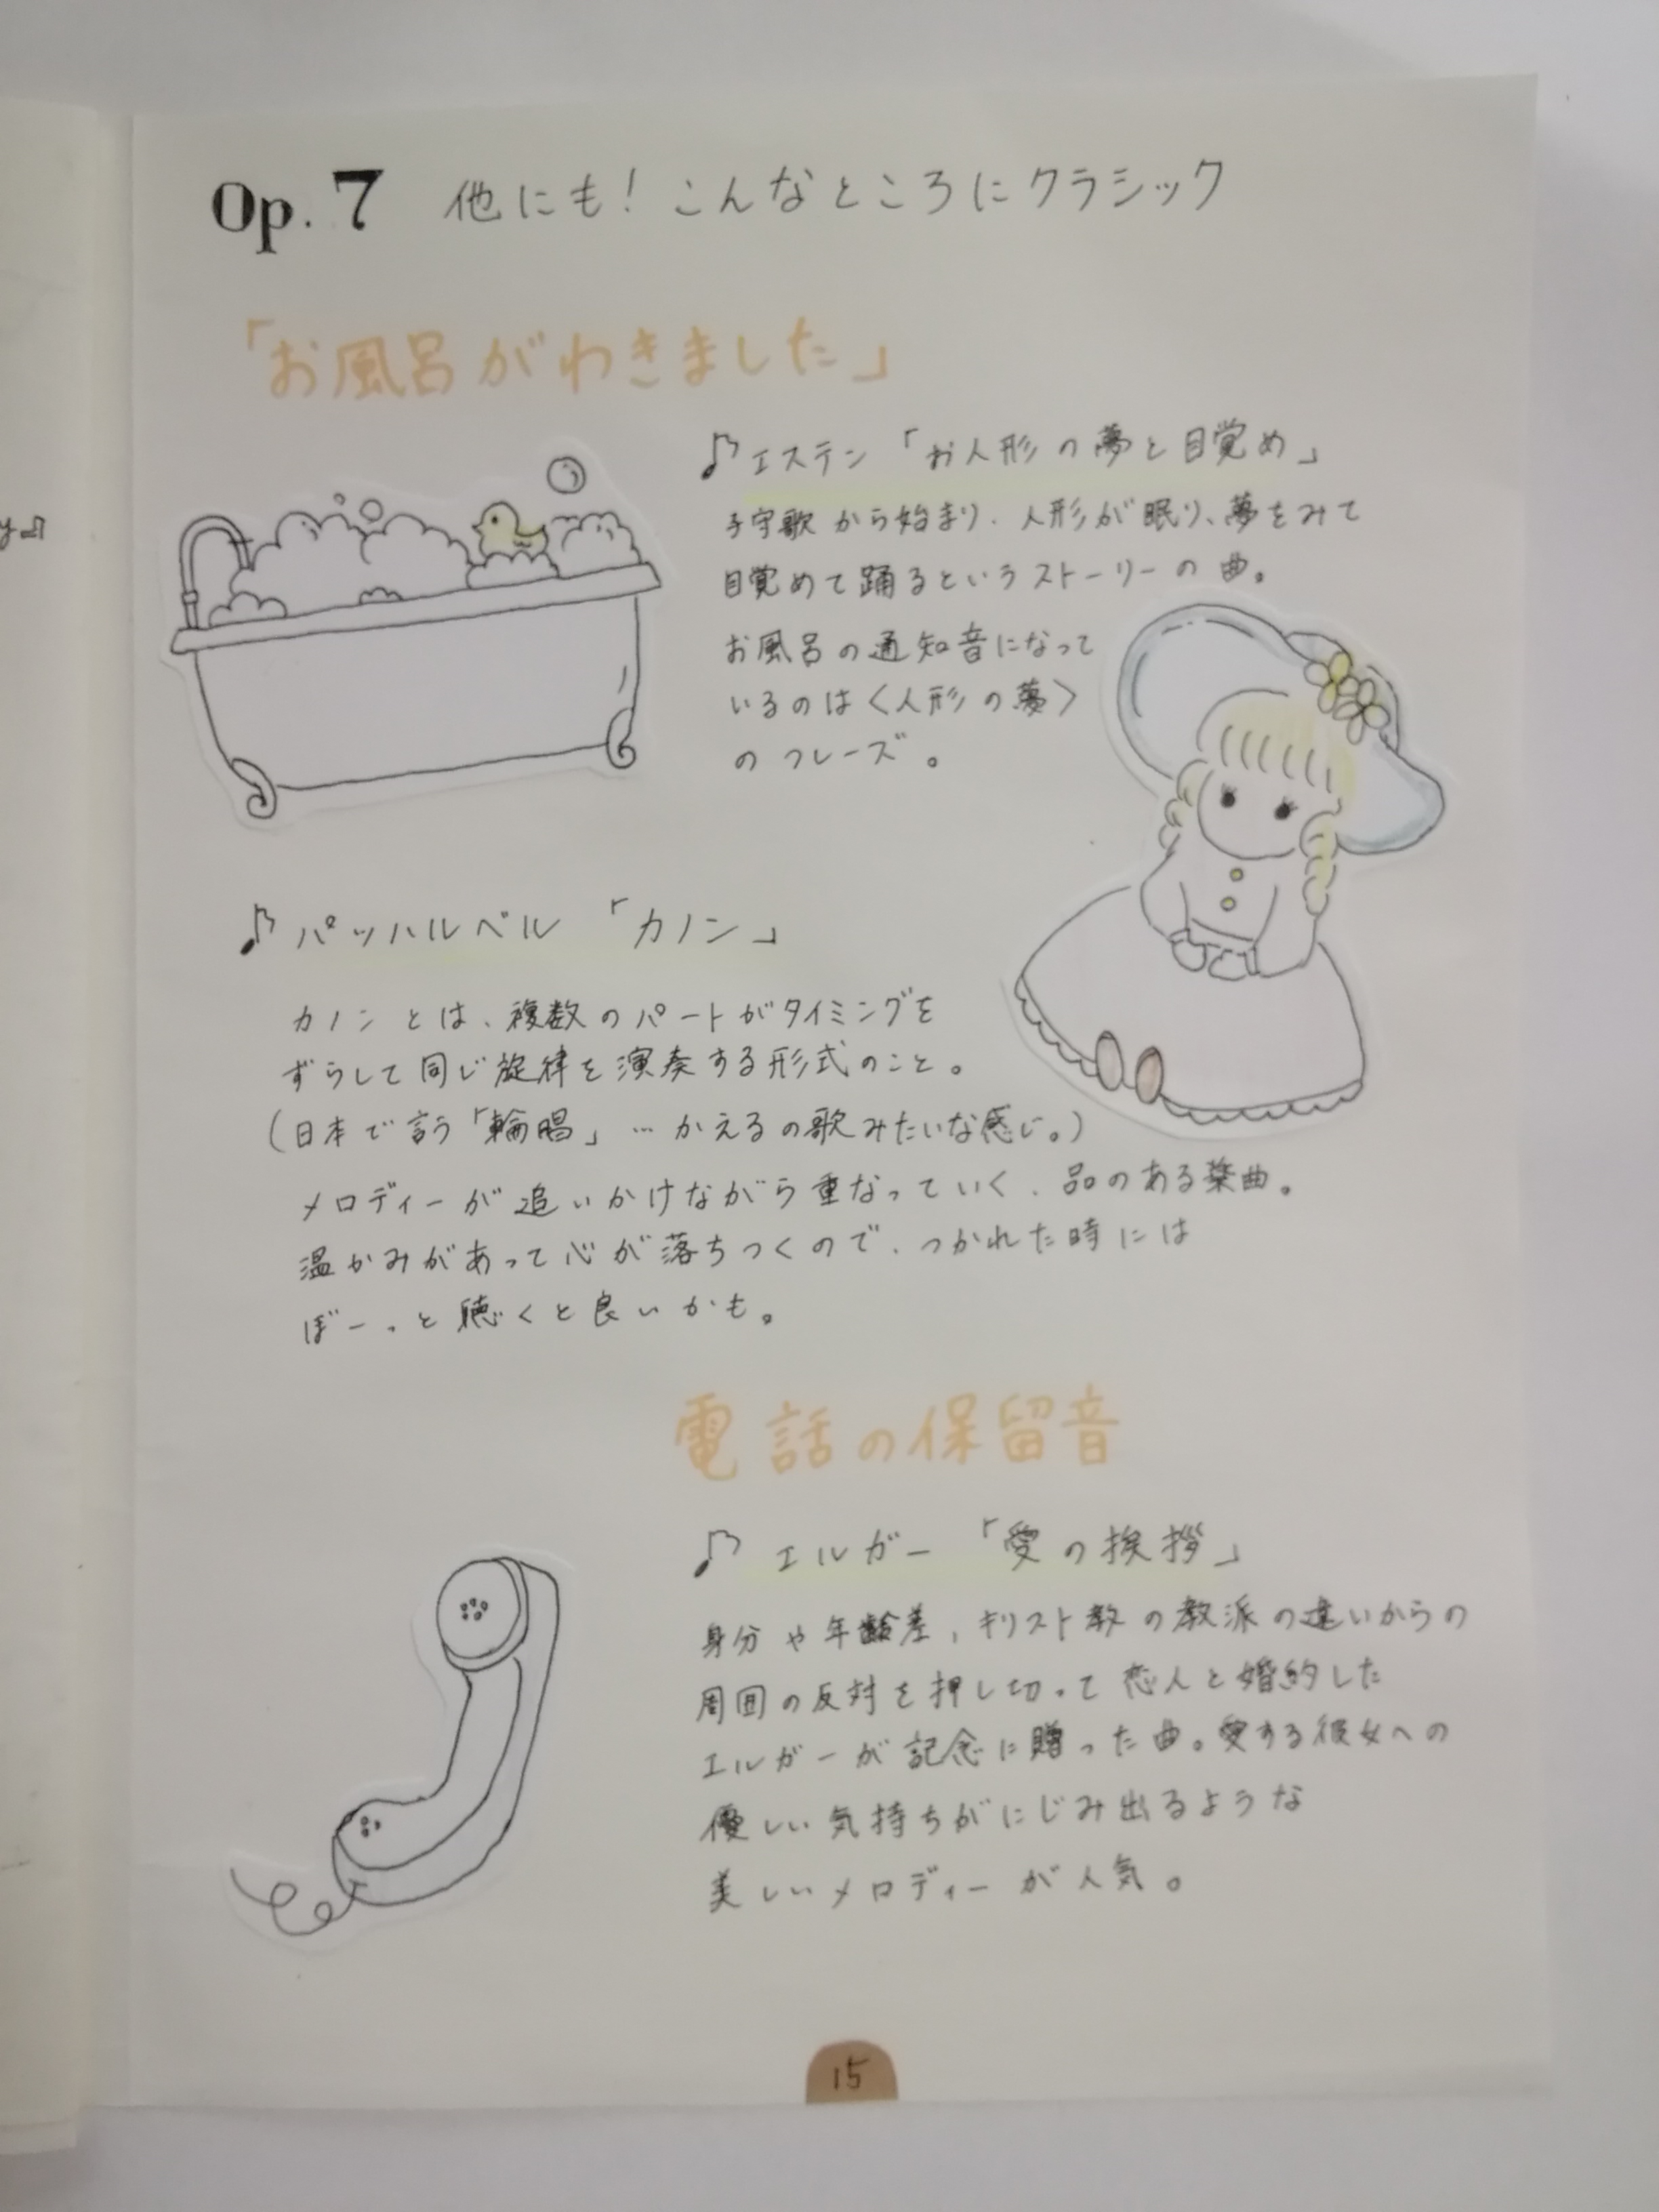 Op. 7 他にも！こんなところにクラシック
「お風呂がわきました」
♪エステン「お人形の夢と目覚め」
子守歌から始まり、人形が眠り、夢をみて
目覚めて踊るというストーリーの曲。
お風呂の通知音になって
いるのは〈人形の夢〉
のフレーズ。
♪パッハルベル「カノン」
カノンとは、複数のパートがタイミングを
ずらして同じ旋律を演奏する形式のこと。
(日本で言う「輪唱」…かえるの歌みたいな感じ。)
メロディーが追いかけながら重なっていく、品のある楽曲。
温かみがあって心が落ちつくので、つかれた時には
ぼーっと聴くと良いかも。
電話の保留音
♪エルガー「愛の挨拶」
身分や年齢差，キリスト教の教派の違いからの
周囲の反対を押し切って恋人と婚約した
エルガーが記念に贈った曲。愛する彼女への
優しい気持ちがにじみ出るような
美しいメロディーが人気。
15